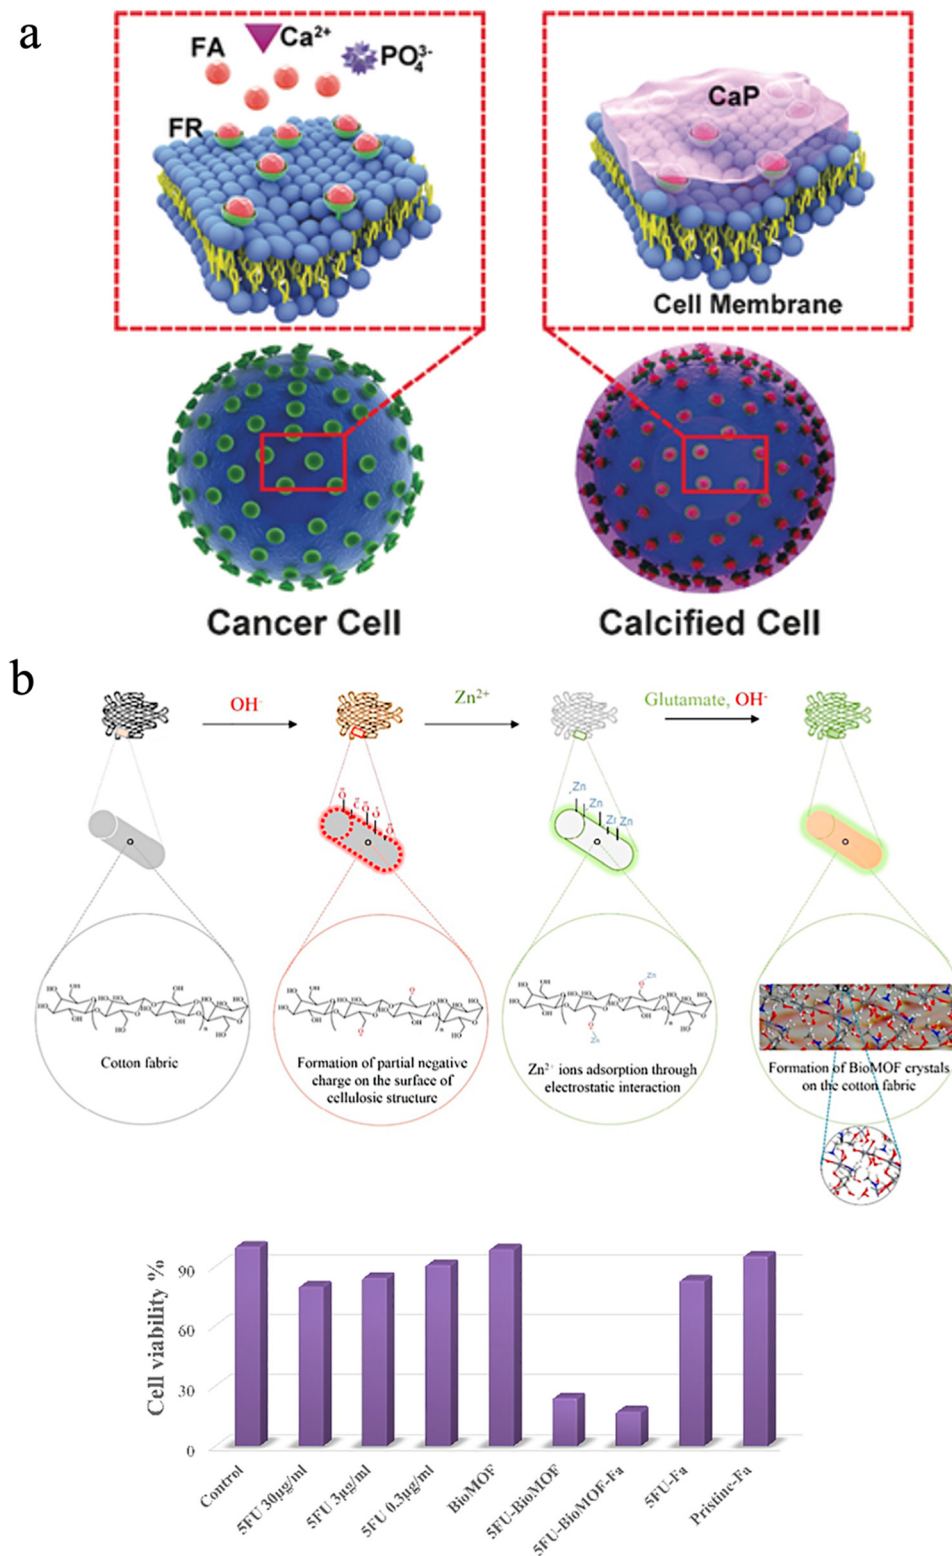 a
FA
Ca²⁺
PO₄³⁻
FR
CaP
Cell Membrane
Cancer Cell
Calcified Cell
b
OH⁻
Zn²⁺
Glutamate, OH⁻
Zn
Zn
Zn
Cotton fabric
Formation of partial negative
charge on the surface of
cellulosic structure
Zn²⁺ ions adsorption through
electrostatic interaction
Formation of BioMOF crystals
on the cotton fabric
Cell viability %
90
60
30
0
Control
5FU 30μg/ml
5FU 3μg/ml
5FU 0.3μg/ml
BioMOF
5FU-BioMOF
5FU-BioMOF-Fa
5FU-Fa
Pristine-Fa